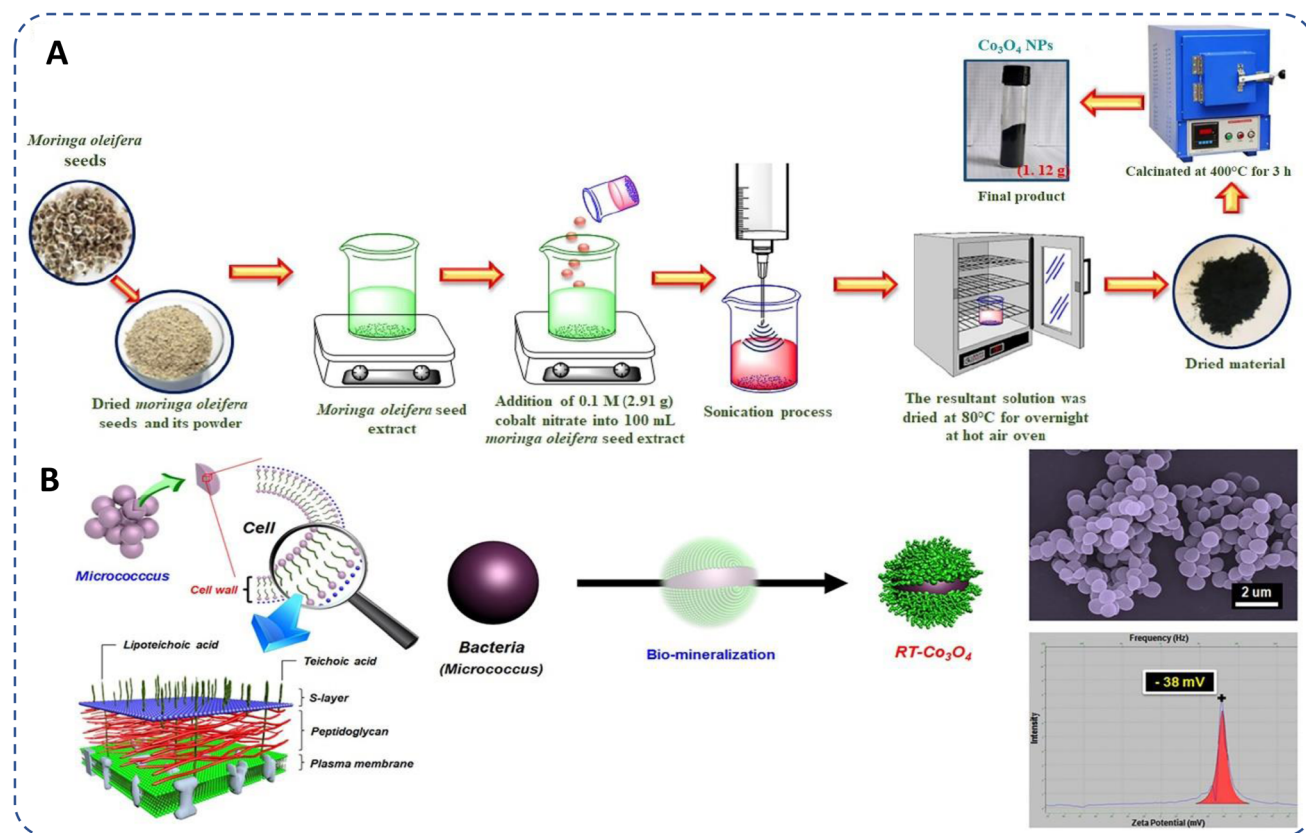 A
Moringa oleifera
seeds
Dried moringa oleifera
seeds and its powder
Moringa oleifera seed
extract
Addition of 0.1 M (2.91 g)
cobalt nitrate into 100 mL
moringa oleifera seed extract
Sonication process
The resultant solution was
dried at 80°C for overnight
at hot air oven
Dried material
Calcinated at 400°C for 3 h
Co₃O₄ NPs
(1. 12 g)
Final product
B
Micrococccus
Cell
Cell wall
Lipoteichoic acid
Teichoic acid
S-layer
Peptidoglycan
Plasma membrane
Bacteria
(Micrococcus)
Bio-mineralization
RT-Co₃O₄
2 um
Frequency (Hz)
- 38 mV
Intensity
Zeta Potential (mV)